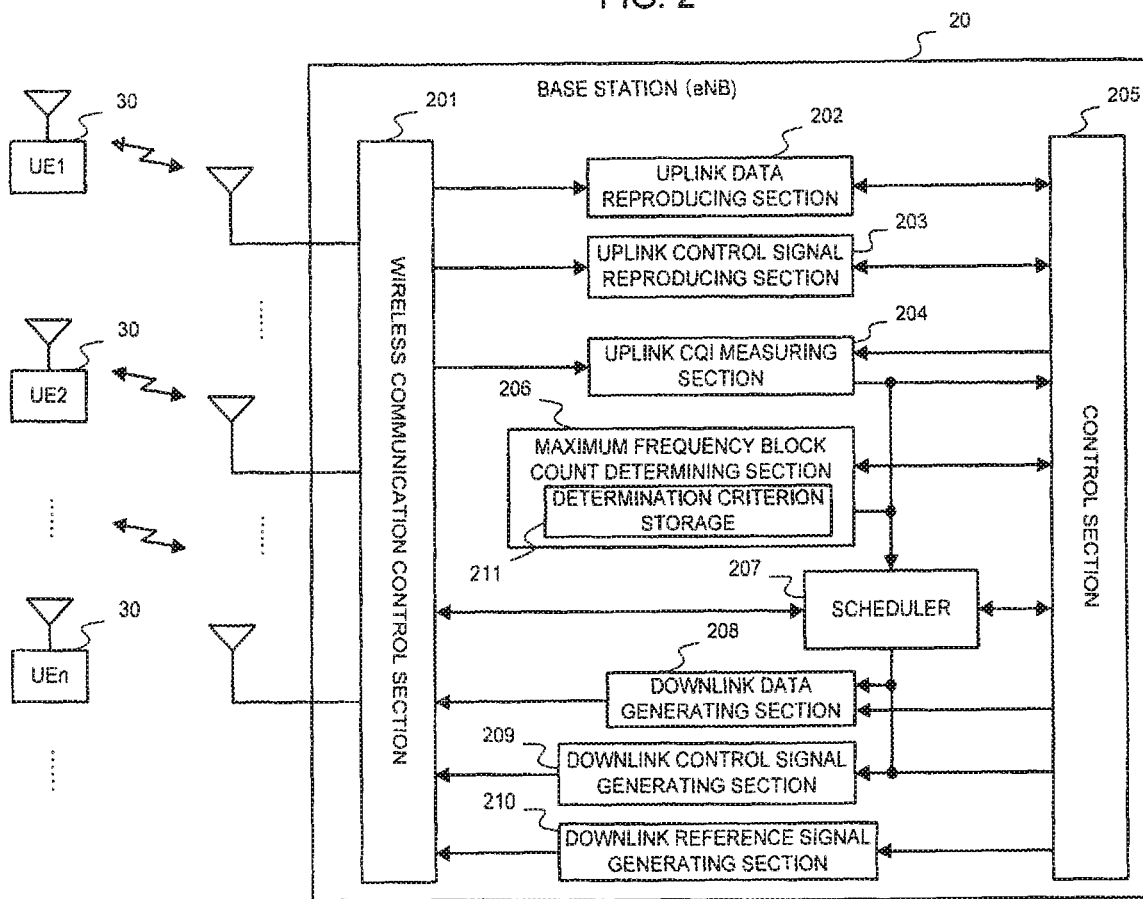 FIG. 2
20
BASE STATION (eNB)
30
UE1
201
205
202
UPLINK DATA
REPRODUCING SECTION
203
UPLINK CONTROL SIGNAL
REPRODUCING SECTION
WIRELESS COMMUNICATION CONTROL SECTION
30
UE2
204
UPLINK CQI MEASURING
SECTION
206
MAXIMUM FREQUENCY BLOCK
COUNT DETERMINING SECTION
DETERMINATION CRITERION
STORAGE
211
CONTROL SECTION
207
SCHEDULER
30
UEn
208
DOWNLINK DATA
GENERATING SECTION
209
DOWNLINK CONTROL SIGNAL
GENERATING SECTION
210
DOWNLINK REFERENCE SIGNAL
GENERATING SECTION